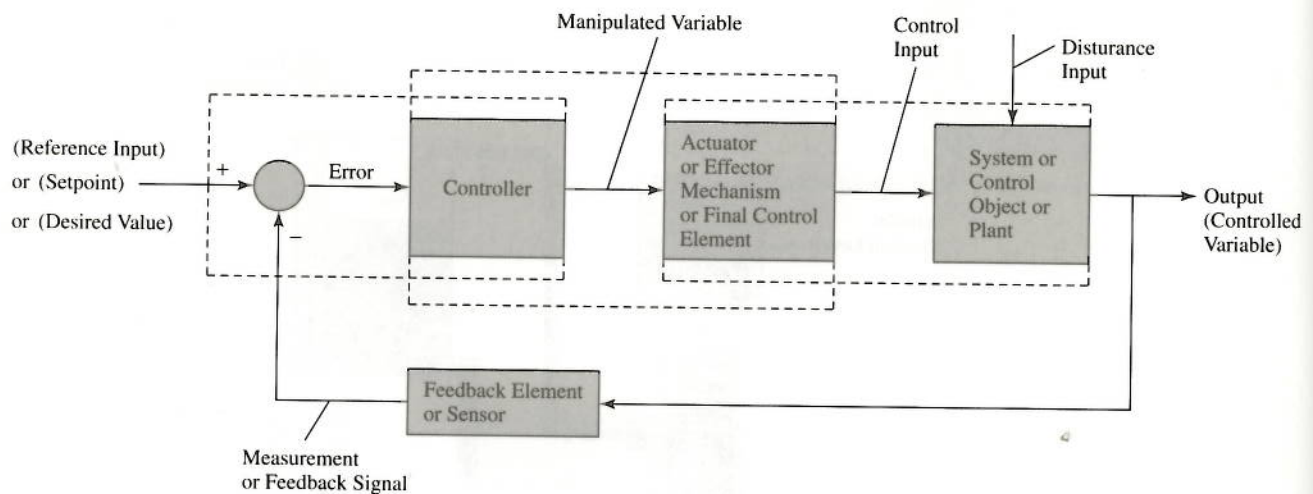 Manipulated Variable
Control
Input
Disturance
Input
(Reference Input)
or (Setpoint)
or (Desired Value)
+
Error
−
Controller
Actuator
or Effector
Mechanism
or Final Control
Element
System or
Control
Object or
Plant
Output
(Controlled
Variable)
Feedback Element
or Sensor
Measurement
or Feedback Signal